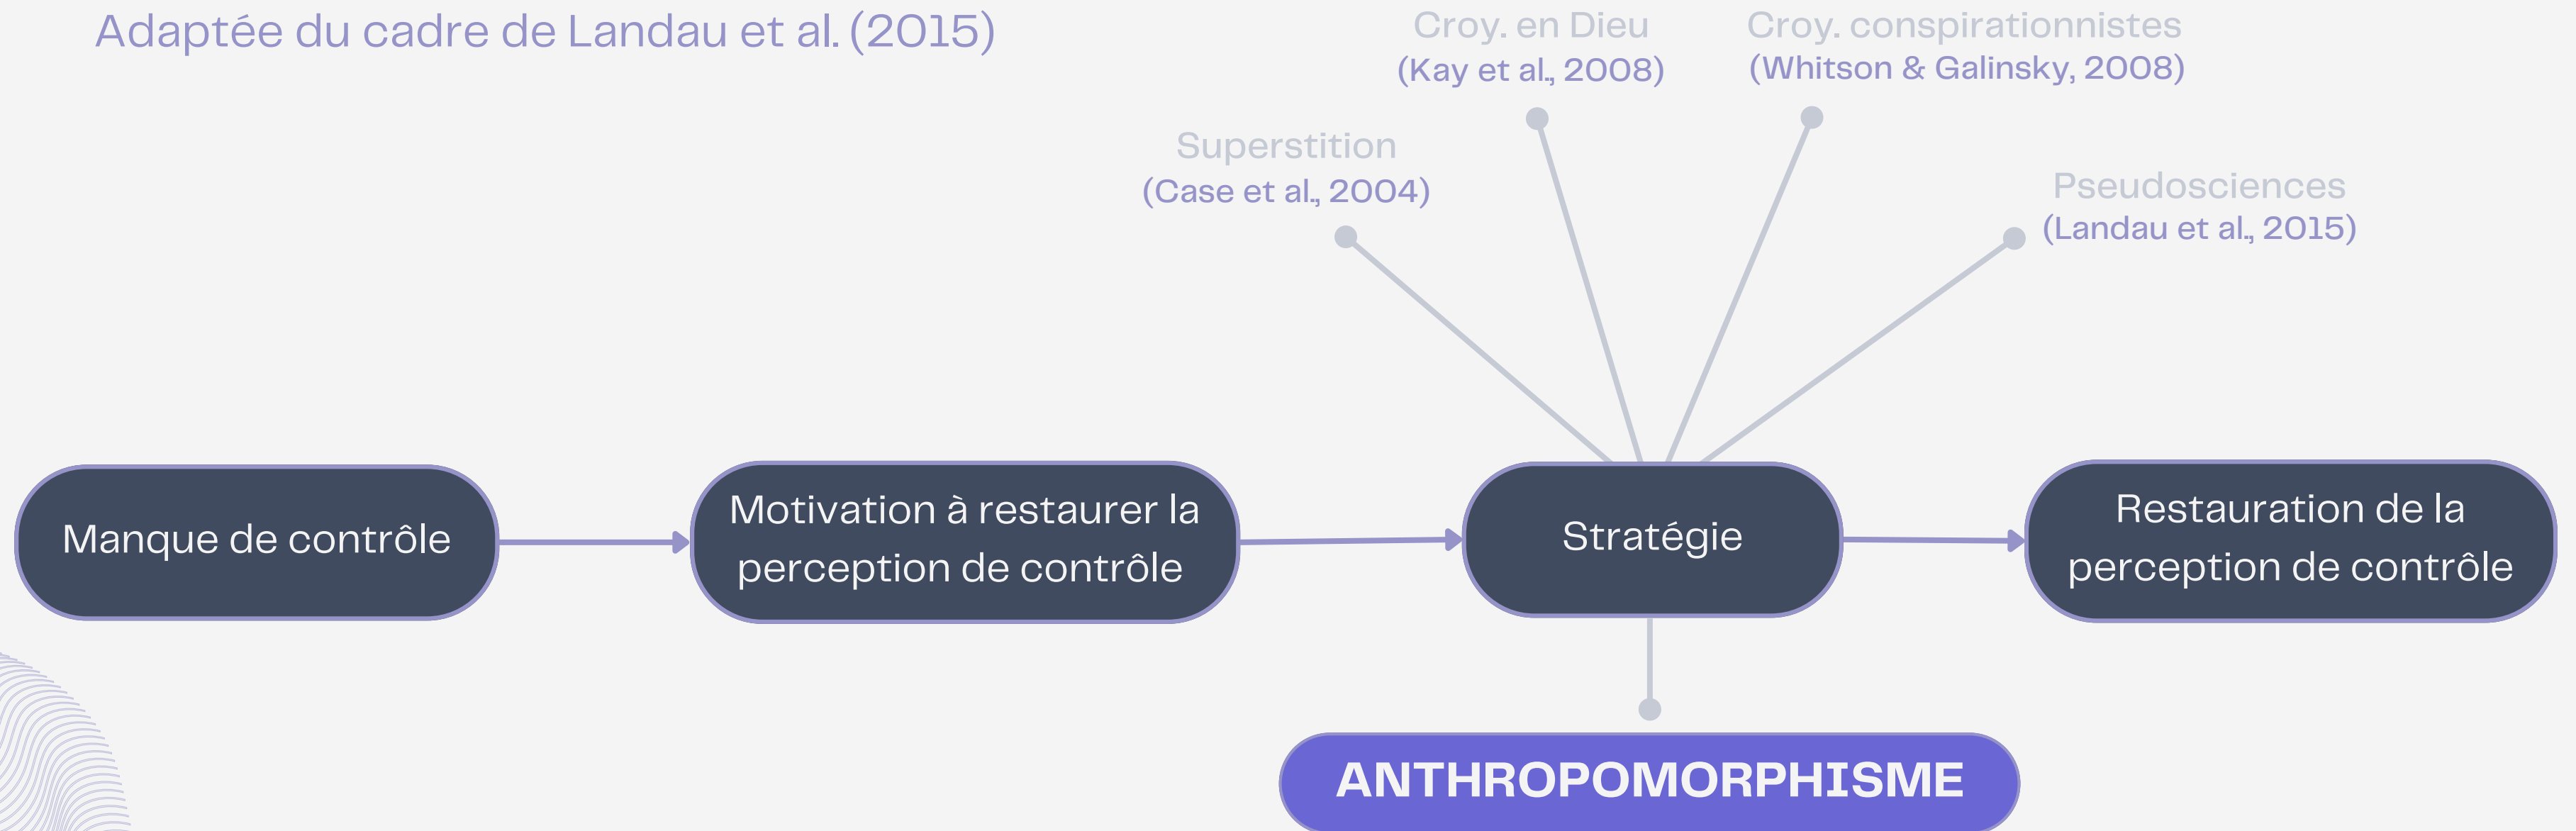 Adaptée du cadre de Landau et al. (2015)
Croy. en Dieu
(Kay et al., 2008)
Croy. conspirationnistes
(Whitson & Galinsky, 2008)
Superstition
(Case et al., 2004)
Pseudosciences
(Landau et al., 2015)
Manque de contrôle
Motivation à restaurer la
perception de contrôle
Stratégie
Restauration de la
perception de contrôle
ANTHROPOMORPHISME